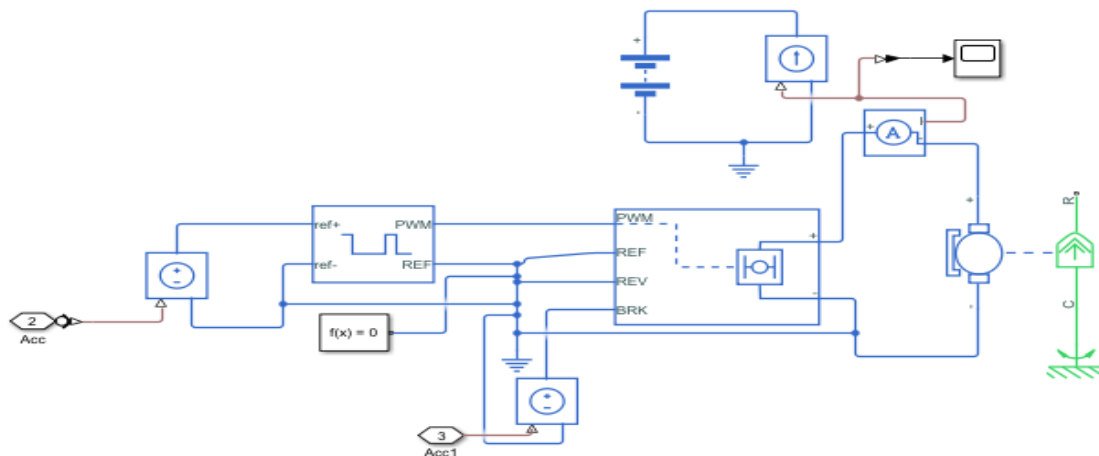 +
-
A
+
I
-
R
ref+
ref-
PWM
REF
PWM
REF
REV
BRK
+
-
+
-
C
2
Acc
f(x) = 0
3
Acc1